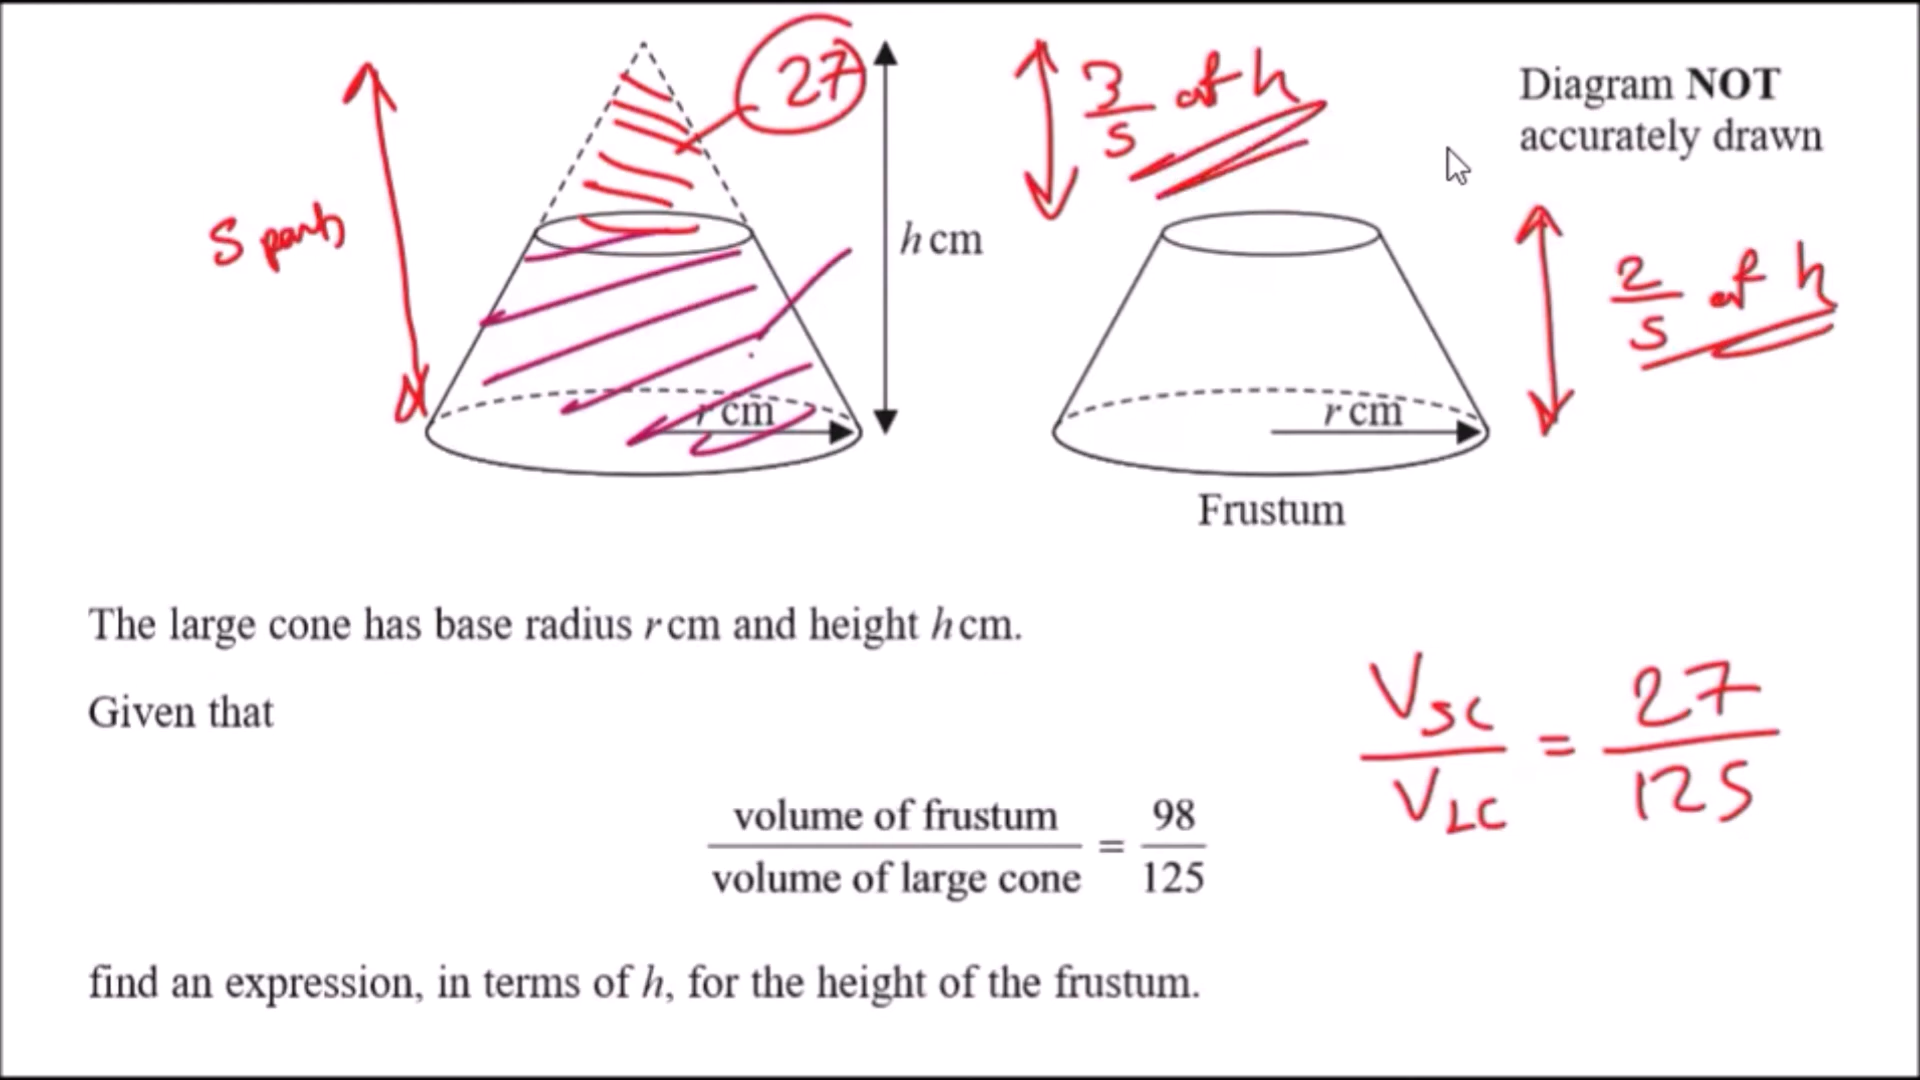 27
3/5 of h
Diagram NOT
accurately drawn
5 parts
h cm
2/5 of h
r cm
r cm
Frustum
The large cone has base radius r cm and height h cm.
Given that
volume of frustum / volume of large cone = 98 / 125
V_SC / V_LC = 27 / 125
find an expression, in terms of h, for the height of the frustum.